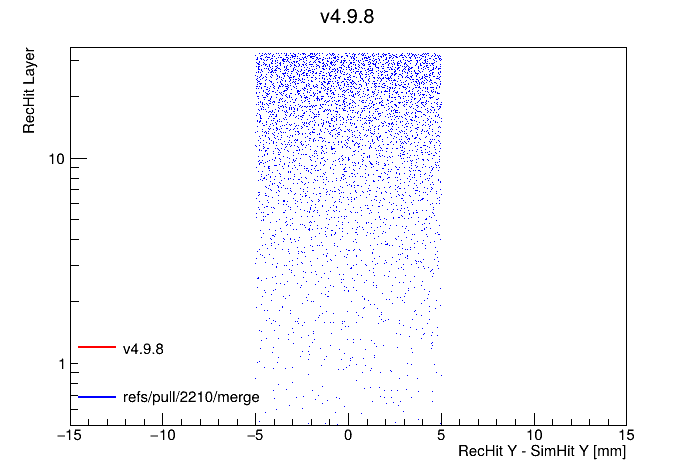 v4.9.8
RecHit Layer
10
1
v4.9.8
refs/pull/2210/merge
−15 −10 −5 0 5 10 15
RecHit Y - SimHit Y [mm]